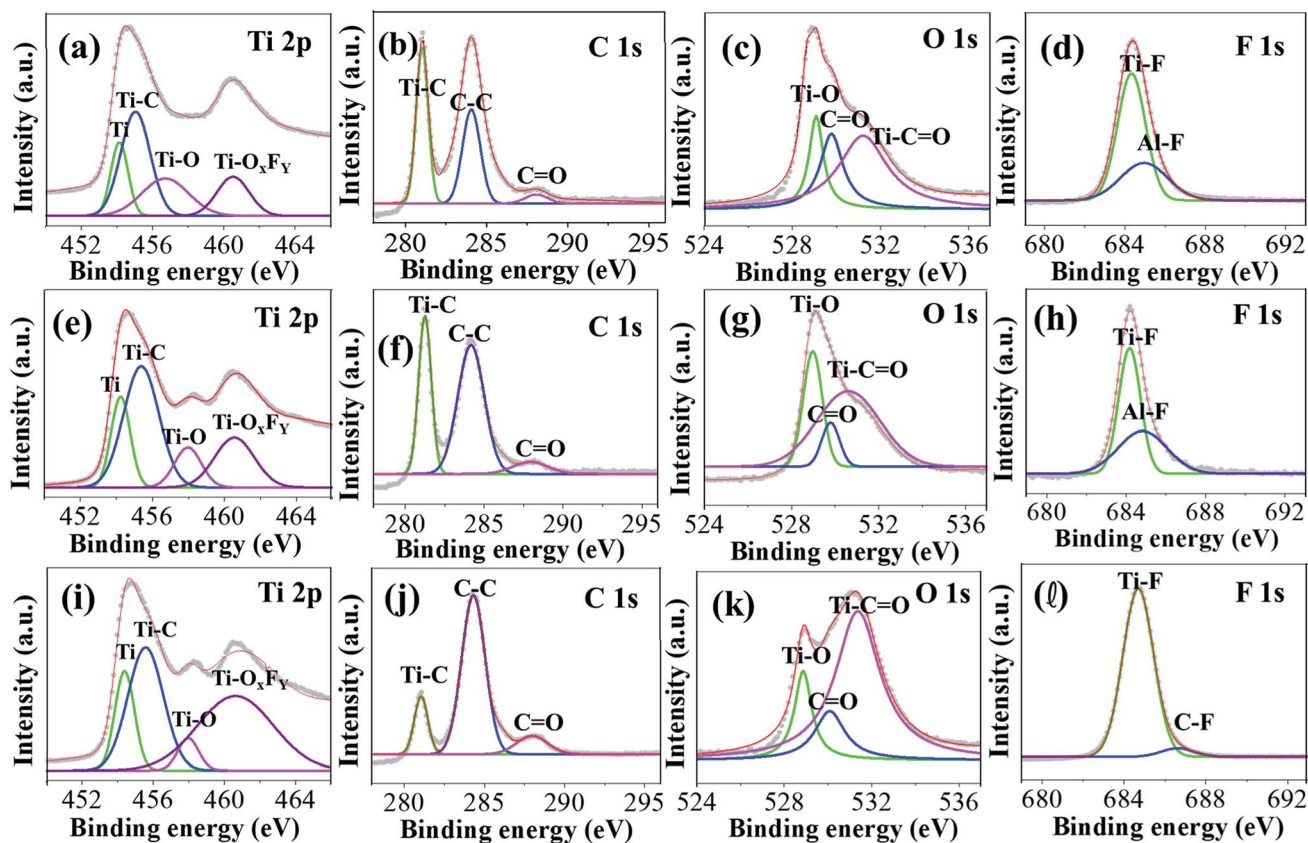 Intensity (a.u.)
(a)
Ti 2p
Ti-C
Ti
Ti-O
Ti-OxFY
452 456 460 464
Binding energy (eV)
Intensity (a.u.)
(b)
C 1s
Ti-C
C-C
C=O
280 285 290 295
Binding energy (eV)
Intensity (a.u.)
(c)
O 1s
Ti-O
C=O
Ti-C=O
524 528 532 536
Binding energy (eV)
Intensity (a.u.)
(d)
F 1s
Ti-F
Al-F
680 684 688 692
Binding energy (eV)
Intensity (a.u.)
(e)
Ti 2p
Ti-C
Ti
Ti-O
Ti-OxFY
452 456 460 464
Binding energy (eV)
Intensity (a.u.)
(f)
C 1s
Ti-C
C-C
C=O
280 285 290 295
Binding energy (eV)
Intensity (a.u.)
(g)
O 1s
Ti-O
Ti-C=O
C=O
524 528 532 536
Binding energy (eV)
Intensity (a.u.)
(h)
F 1s
Ti-F
Al-F
680 684 688 692
Binding energy (eV)
Intensity (a.u.)
(i)
Ti 2p
Ti-C
Ti
Ti-OxFY
Ti-O
452 456 460 464
Binding energy (eV)
Intensity (a.u.)
(j)
C 1s
C-C
Ti-C
C=O
280 285 290 295
Binding energy (eV)
Intensity (a.u.)
(k)
O 1s
Ti-C=O
Ti-O
C=O
524 528 532 536
Binding energy (eV)
Intensity (a.u.)
(ℓ)
F 1s
Ti-F
C-F
680 684 688 692
Binding energy (eV)